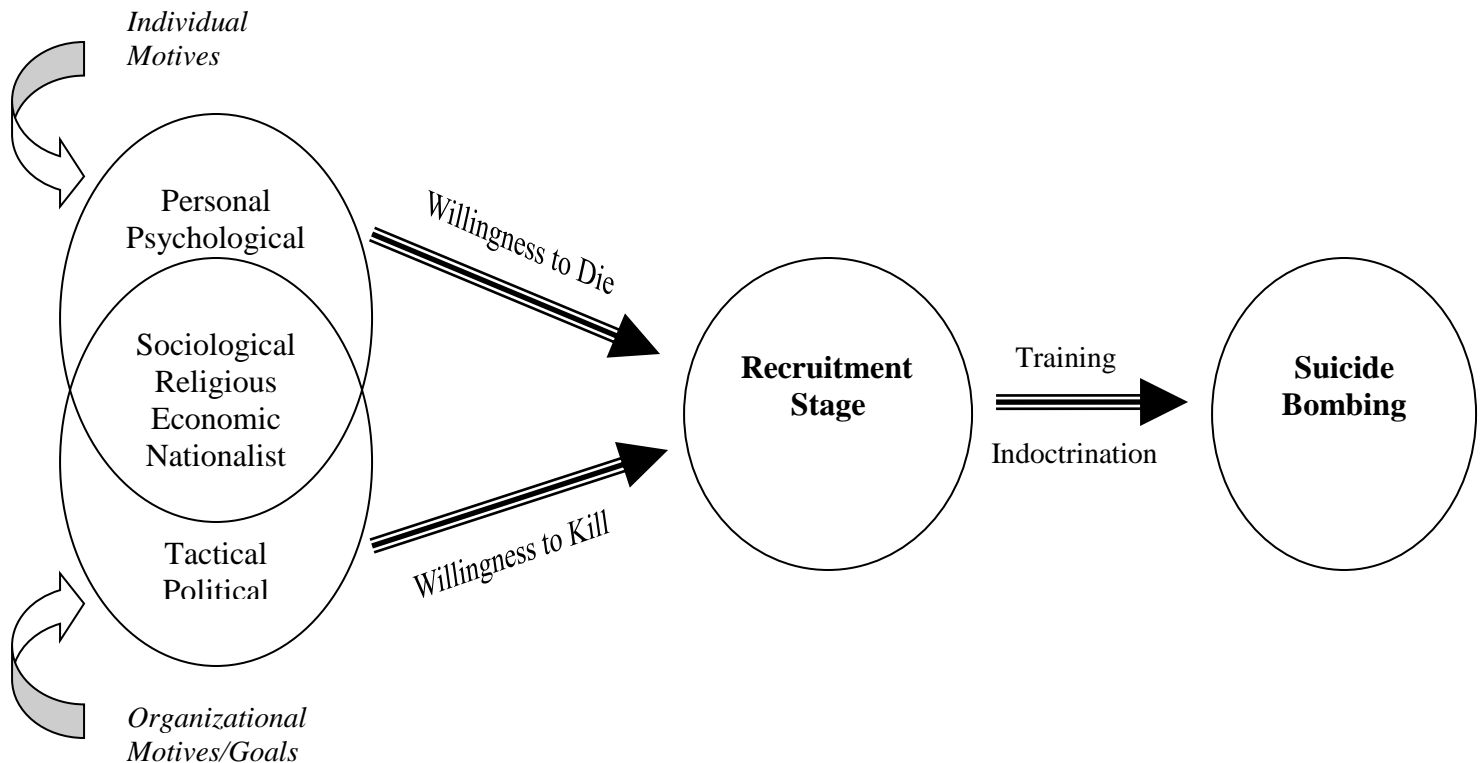 Individual
Motives
Personal
Psychological
Willingness to Die
Sociological
Religious
Economic
Nationalist
Recruitment
Stage
Training
Indoctrination
Suicide
Bombing
Tactical
Political
Willingness to Kill
Organizational
Motives/Goals